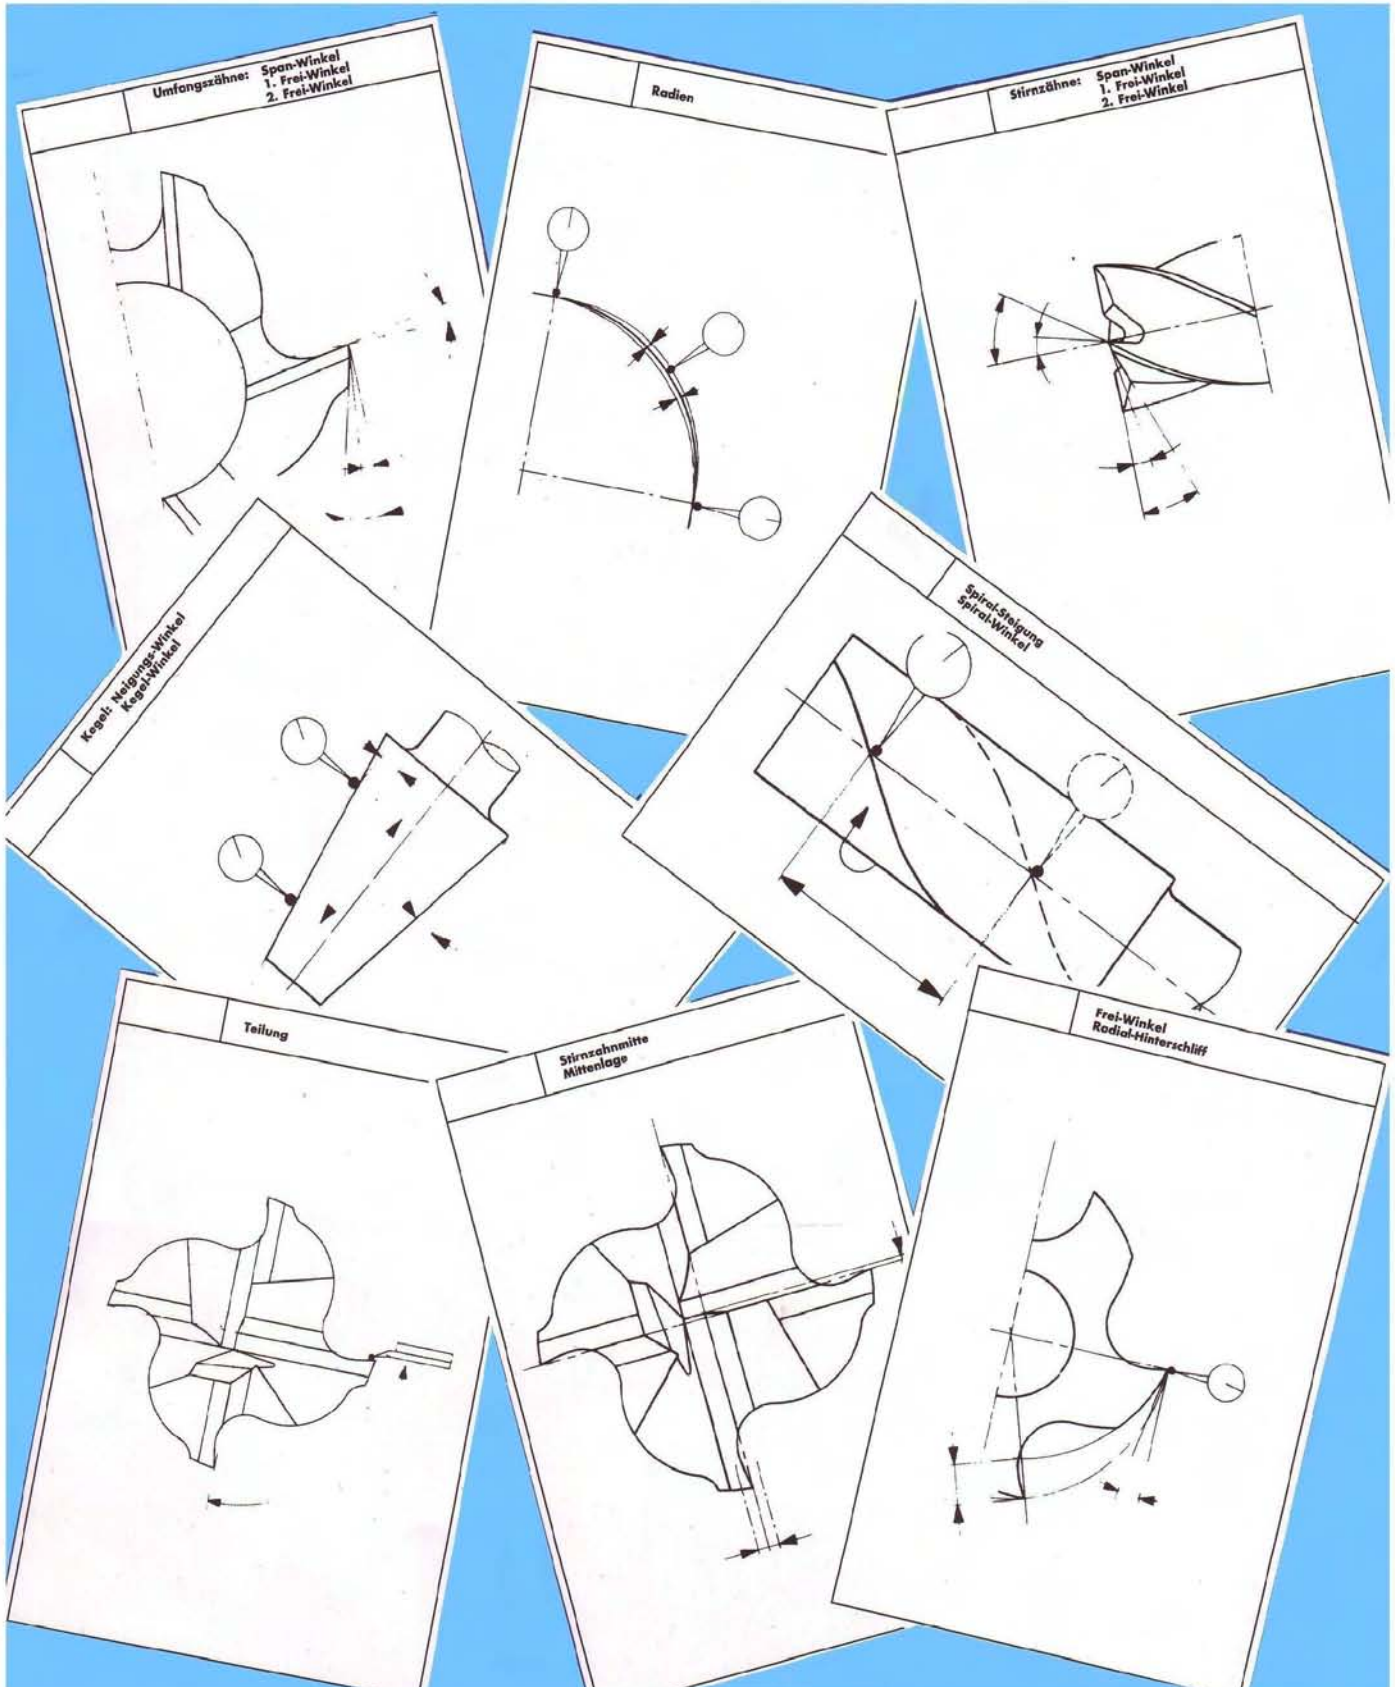 Umfangszähne: Span-Winkel
1. Frei-Winkel
2. Frei-Winkel
Radien
Stirnzähne: Span-Winkel
1. Frei-Winkel
2. Frei-Winkel
Kegel: Neigungs-Winkel
Kegel-Winkel
Spiral-Steigung
Spiral-Winkel
Teilung
Stirnzahnmitte
Mittenlage
Frei-Winkel
Radial-Hinterschliff